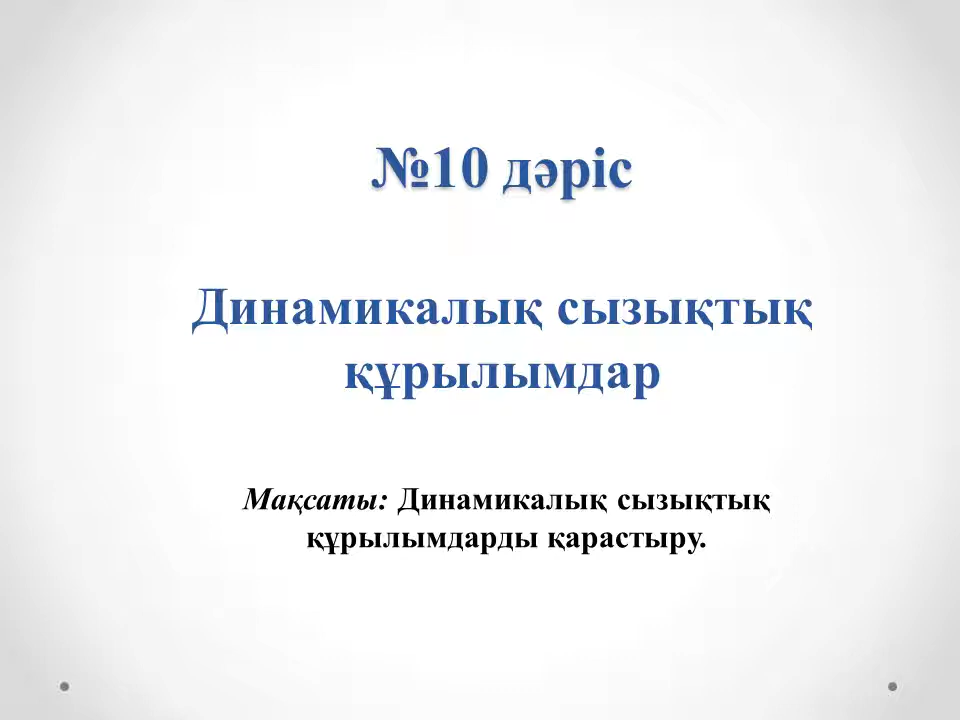 №10 дәріс
Динамикалық сызықтық
құрылымдар
Мақсаты: Динамикалық сызықтық
құрылымдарды қарастыру.